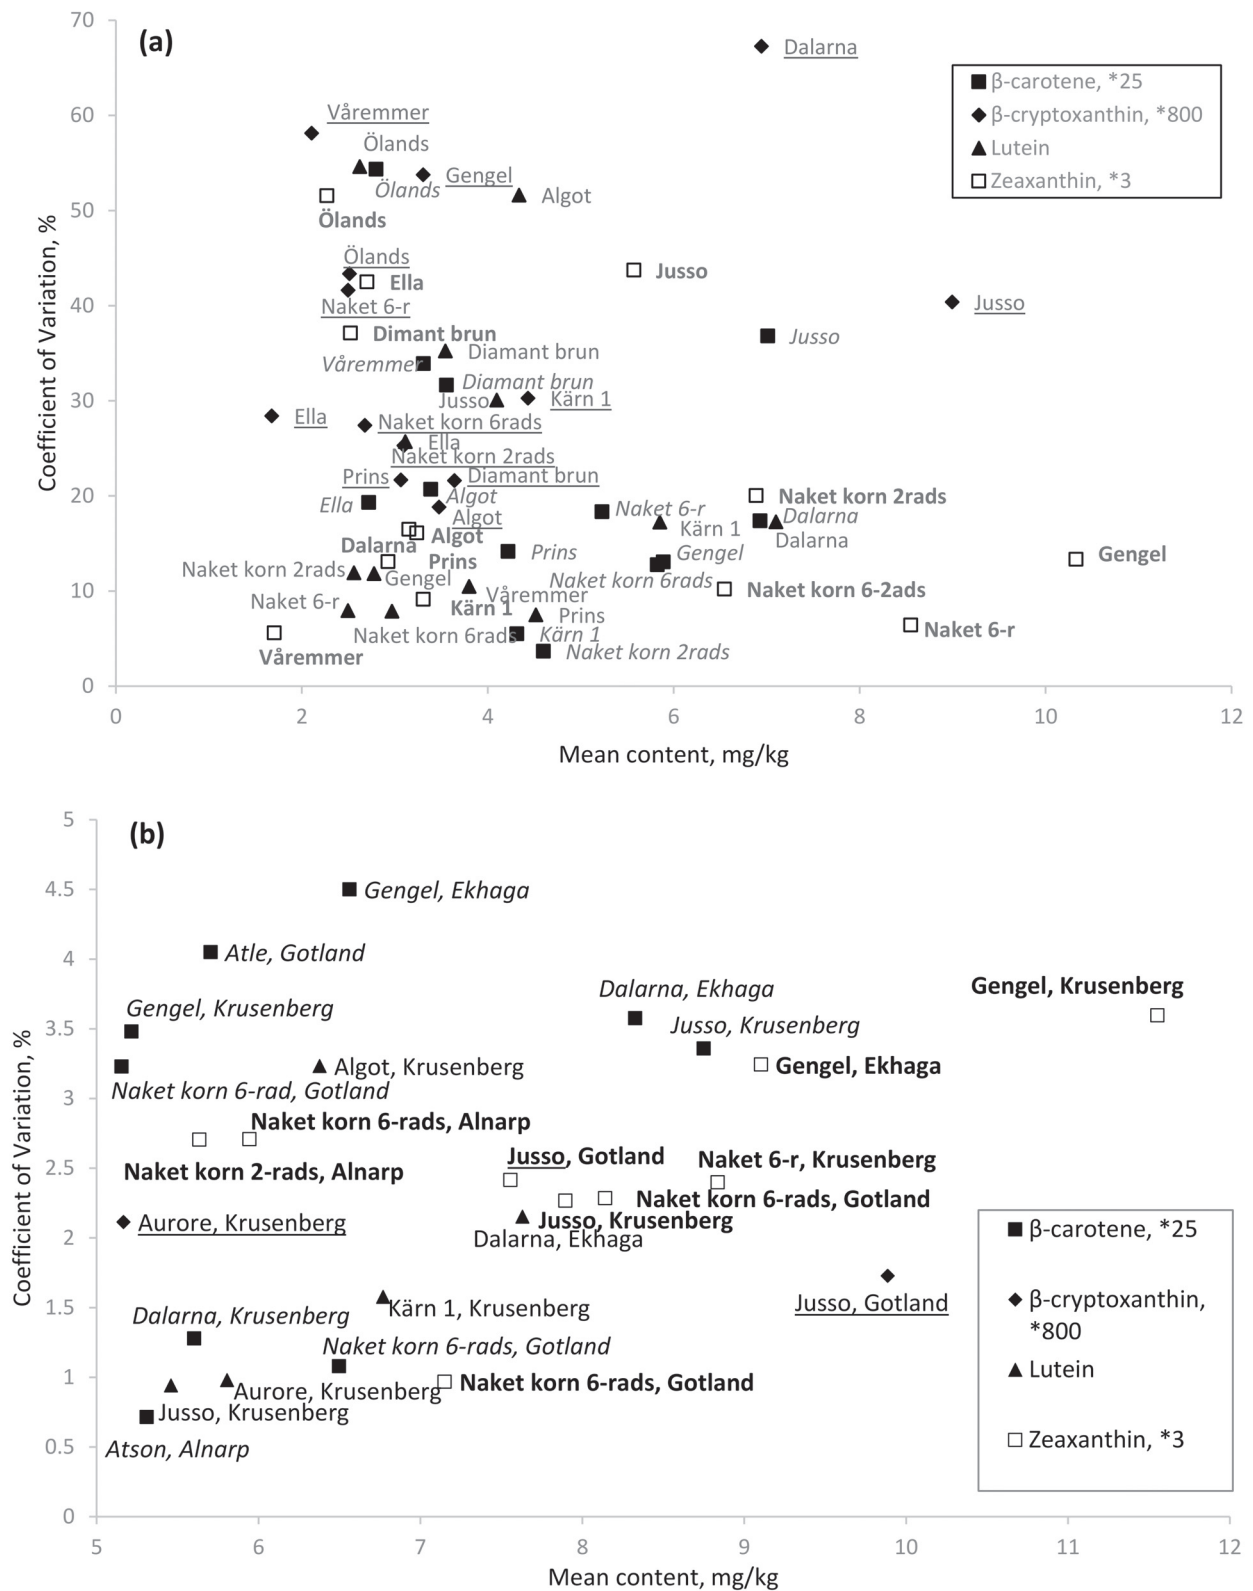 (a)
70
60
50
40
30
20
10
0
Coefficient of Variation, %
0
2
4
6
8
10
12
Mean content, mg/kg
β-carotene, *25
β-cryptoxanthin, *800
Lutein
Zeaxanthin, *3
Dalarna
Våremmer
Ölands
Ölands
Gengel
Algot
Ölands
Ölands
Ella
Jusso
Naket 6-r
Jusso
Dimant brun
Jusso
Diamant brun
Våremmer
Diamant brun
Jusso
Kärn 1
Ella
Naket korn 6rads
Ella
Naket korn 2rads
Prins
Diamant brun
Algot
Naket korn 2rads
Ella
Naket 6-r
Dalarna
Algot
Kärn 1
Algot
Dalarna
Dalarna
Prins
Gengel
Gengel
Prins
Naket korn 2rads
Gengel
Naket korn 6rads
Naket korn 6-2ads
Våremmer
Naket 6-r
Kärn 1
Prins
Naket 6-r
Naket korn 6rads
Kärn 1
Naket korn 2rads
Våremmer
(b)
5
4.5
4
3.5
3
2.5
2
1.5
1
0.5
0
Coefficient of Variation, %
5
6
7
8
9
10
11
12
Mean content, mg/kg
Gengel, Ekhaga
Atle, Gotland
Gengel, Krusenberg
Dalarna, Ekhaga
Gengel, Krusenberg
Jusso, Krusenberg
Algot, Krusenberg
Gengel, Ekhaga
Naket korn 6-rad, Gotland
Naket korn 6-rads, Alnarp
Jusso, Gotland
Naket 6-r, Krusenberg
Naket korn 2-rads, Alnarp
Naket korn 6-rads, Gotland
Aurore, Krusenberg
Jusso, Krusenberg
Dalarna, Ekhaga
Jusso, Gotland
Kärn 1, Krusenberg
Dalarna, Krusenberg
Naket korn 6-rads, Gotland
Naket korn 6-rads, Gotland
Aurore, Krusenberg
Jusso, Krusenberg
Atson, Alnarp
β-carotene, *25
β-cryptoxanthin,
*800
Lutein
Zeaxanthin, *3